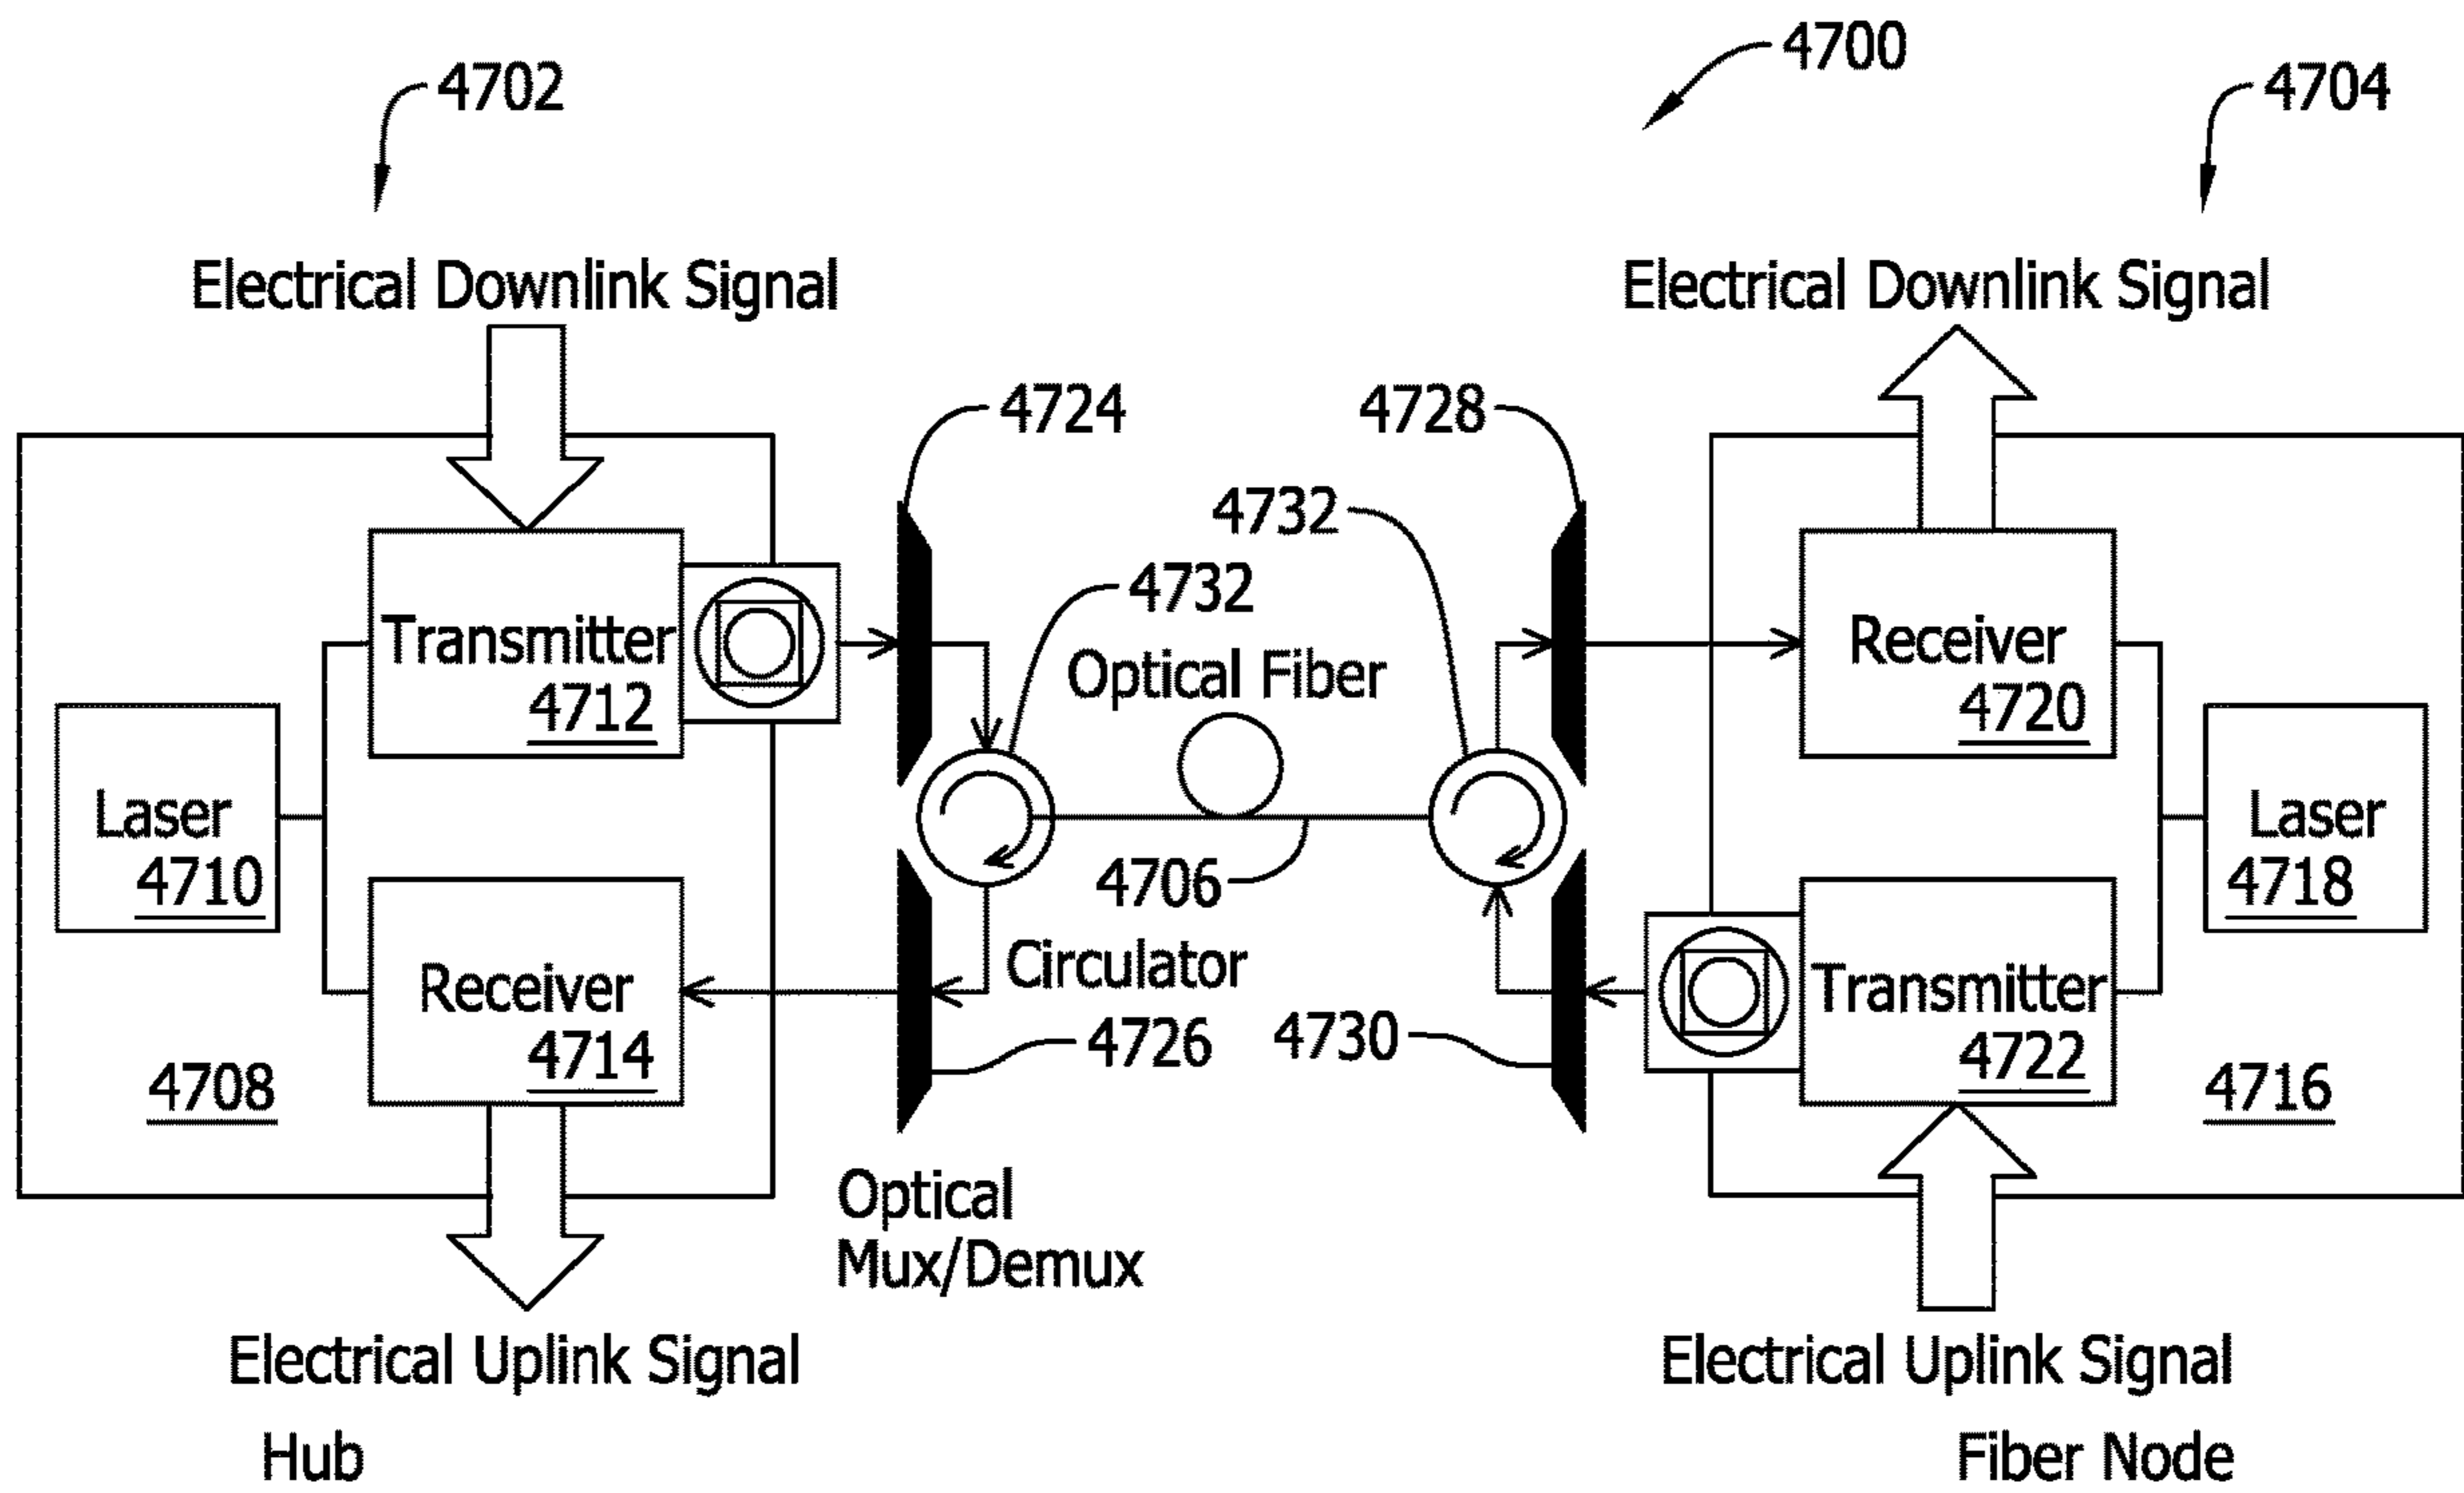 4700
4702
4704
Electrical Downlink Signal
Electrical Downlink Signal
4724
4728
4732
4732
Transmitter
4712
Optical Fiber
Receiver
4720
Laser
4710
Laser
4718
4706
Receiver
4714
Circulator
Transmitter
4722
4726
4730
4708
4716
Optical
Mux/Demux
Electrical Uplink Signal
Electrical Uplink Signal
Hub
Fiber Node